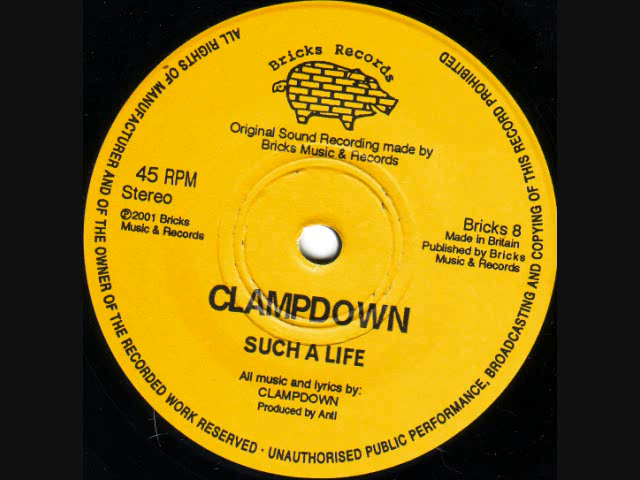 Bricks Records
Original Sound Recording made by
Bricks Music & Records
45 RPM
Stereo
℗2001 Bricks
Music & Records
Bricks 8
Made in Britain
Published by Bricks
Music & Records
CLAMPDOWN
SUCH A LIFE
All music and lyrics by:
CLAMPDOWN
Produced by Anti
ALL RIGHTS OF MANUFACTURER AND OF THE OWNER OF THE RECORDED WORK RESERVED · UNAUTHORISED PUBLIC PERFORMANCE, BROADCASTING AND COPYING OF THIS RECORD PROHIBITED